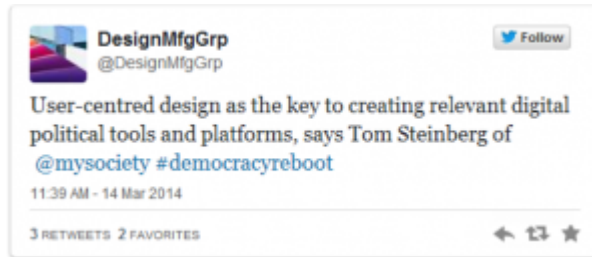 DesignMfgGrp
Follow
@DesignMfgGrp
User-centred design as the key to creating relevant digital
political tools and platforms, says Tom Steinberg of
@mysociety #democracyreboot
11:39 AM - 14 Mar 2014
3 RETWEETS 2 FAVORITES